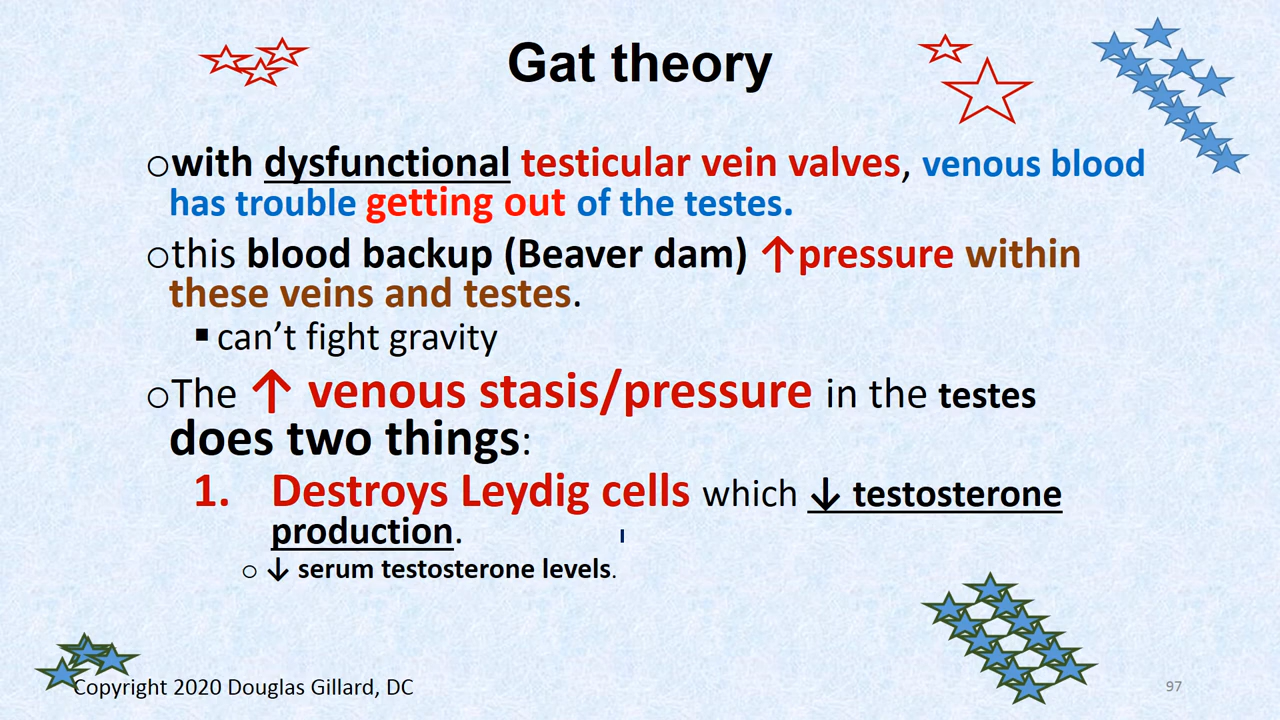 Gat theory
○with dysfunctional testicular vein valves, venous blood
has trouble getting out of the testes.
○this blood backup (Beaver dam) ↑pressure within
these veins and testes.
▪ can’t fight gravity
○The ↑ venous stasis/pressure in the testes
does two things:
1. Destroys Leydig cells which ↓ testosterone
production.
○ ↓ serum testosterone levels.
Copyright 2020 Douglas Gillard, DC
97